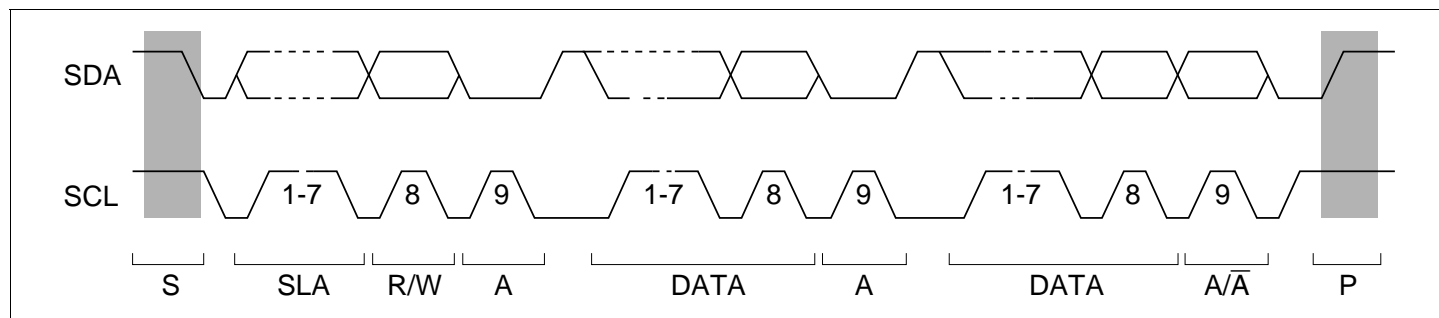 SDA
SCL 1-7 8 9 1-7 8 9 1-7 8 9
S SLA R/W A DATA A DATA A/A̅ P